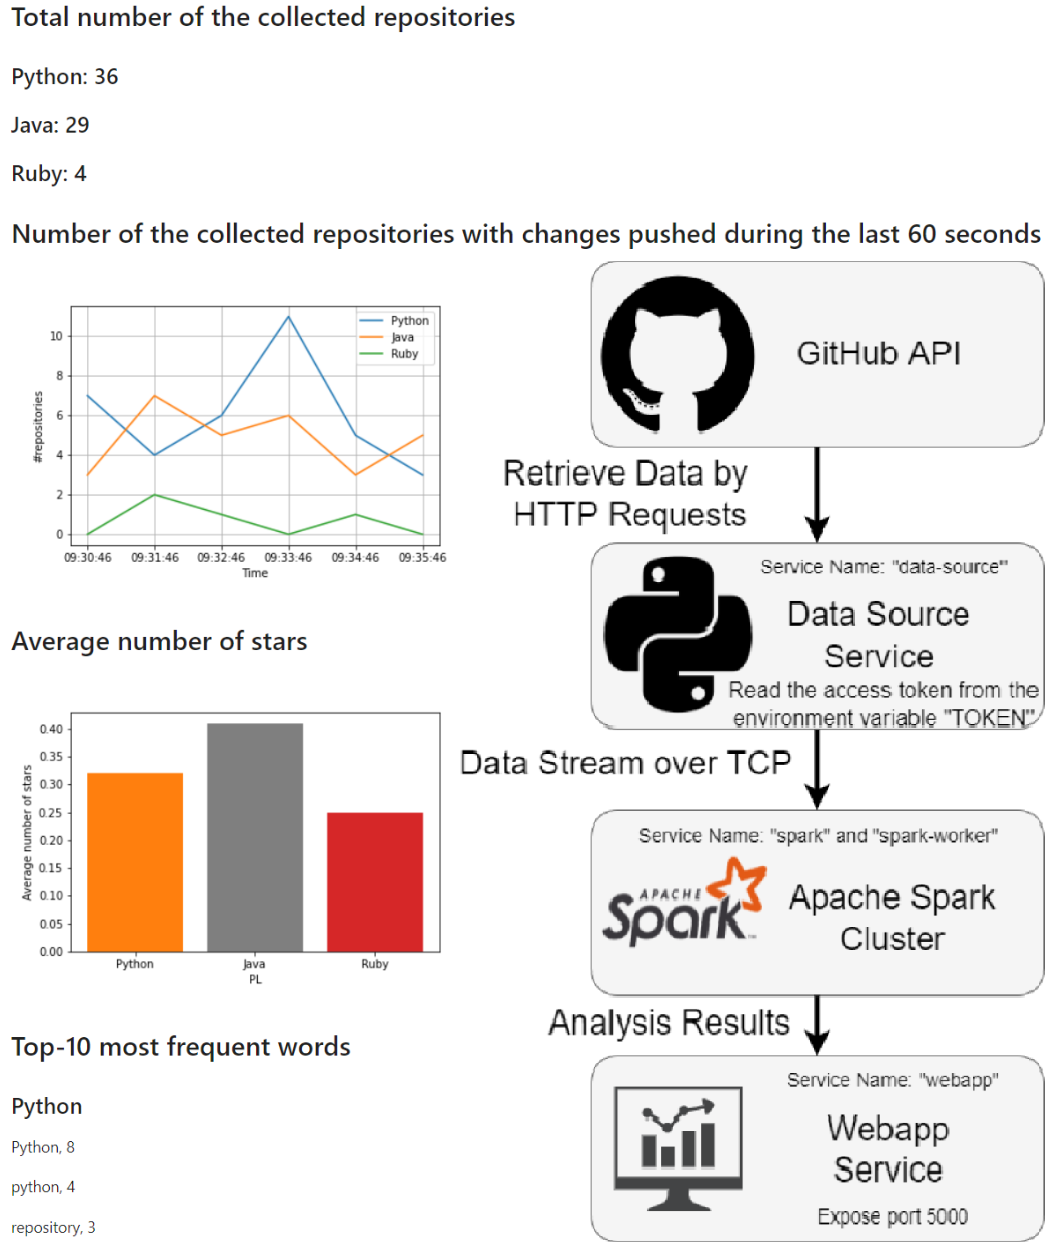 Total number of the collected repositories
Python: 36
Java: 29
Ruby: 4
Number of the collected repositories with changes pushed during the last 60 seconds
Python
Java
Ruby
10
8
6
4
2
0
#repositories
09:30:46 09:31:46 09:32:46 09:33:46 09:34:46 09:35:46
Time
Average number of stars
0.40
0.35
0.30
0.25
0.20
0.15
0.10
0.05
0.00
Average number of stars
Python Java Ruby
PL
Top-10 most frequent words
Python
Python, 8
python, 4
repository, 3
GitHub API
Retrieve Data by
HTTP Requests
Service Name: "data-source"
Data Source
Service
Read the access token from the
environment variable "TOKEN"
Data Stream over TCP
Service Name: "spark" and "spark-worker"
APACHE
Spark
Apache Spark
Cluster
Analysis Results
Service Name: "webapp"
Webapp
Service
Expose port 5000